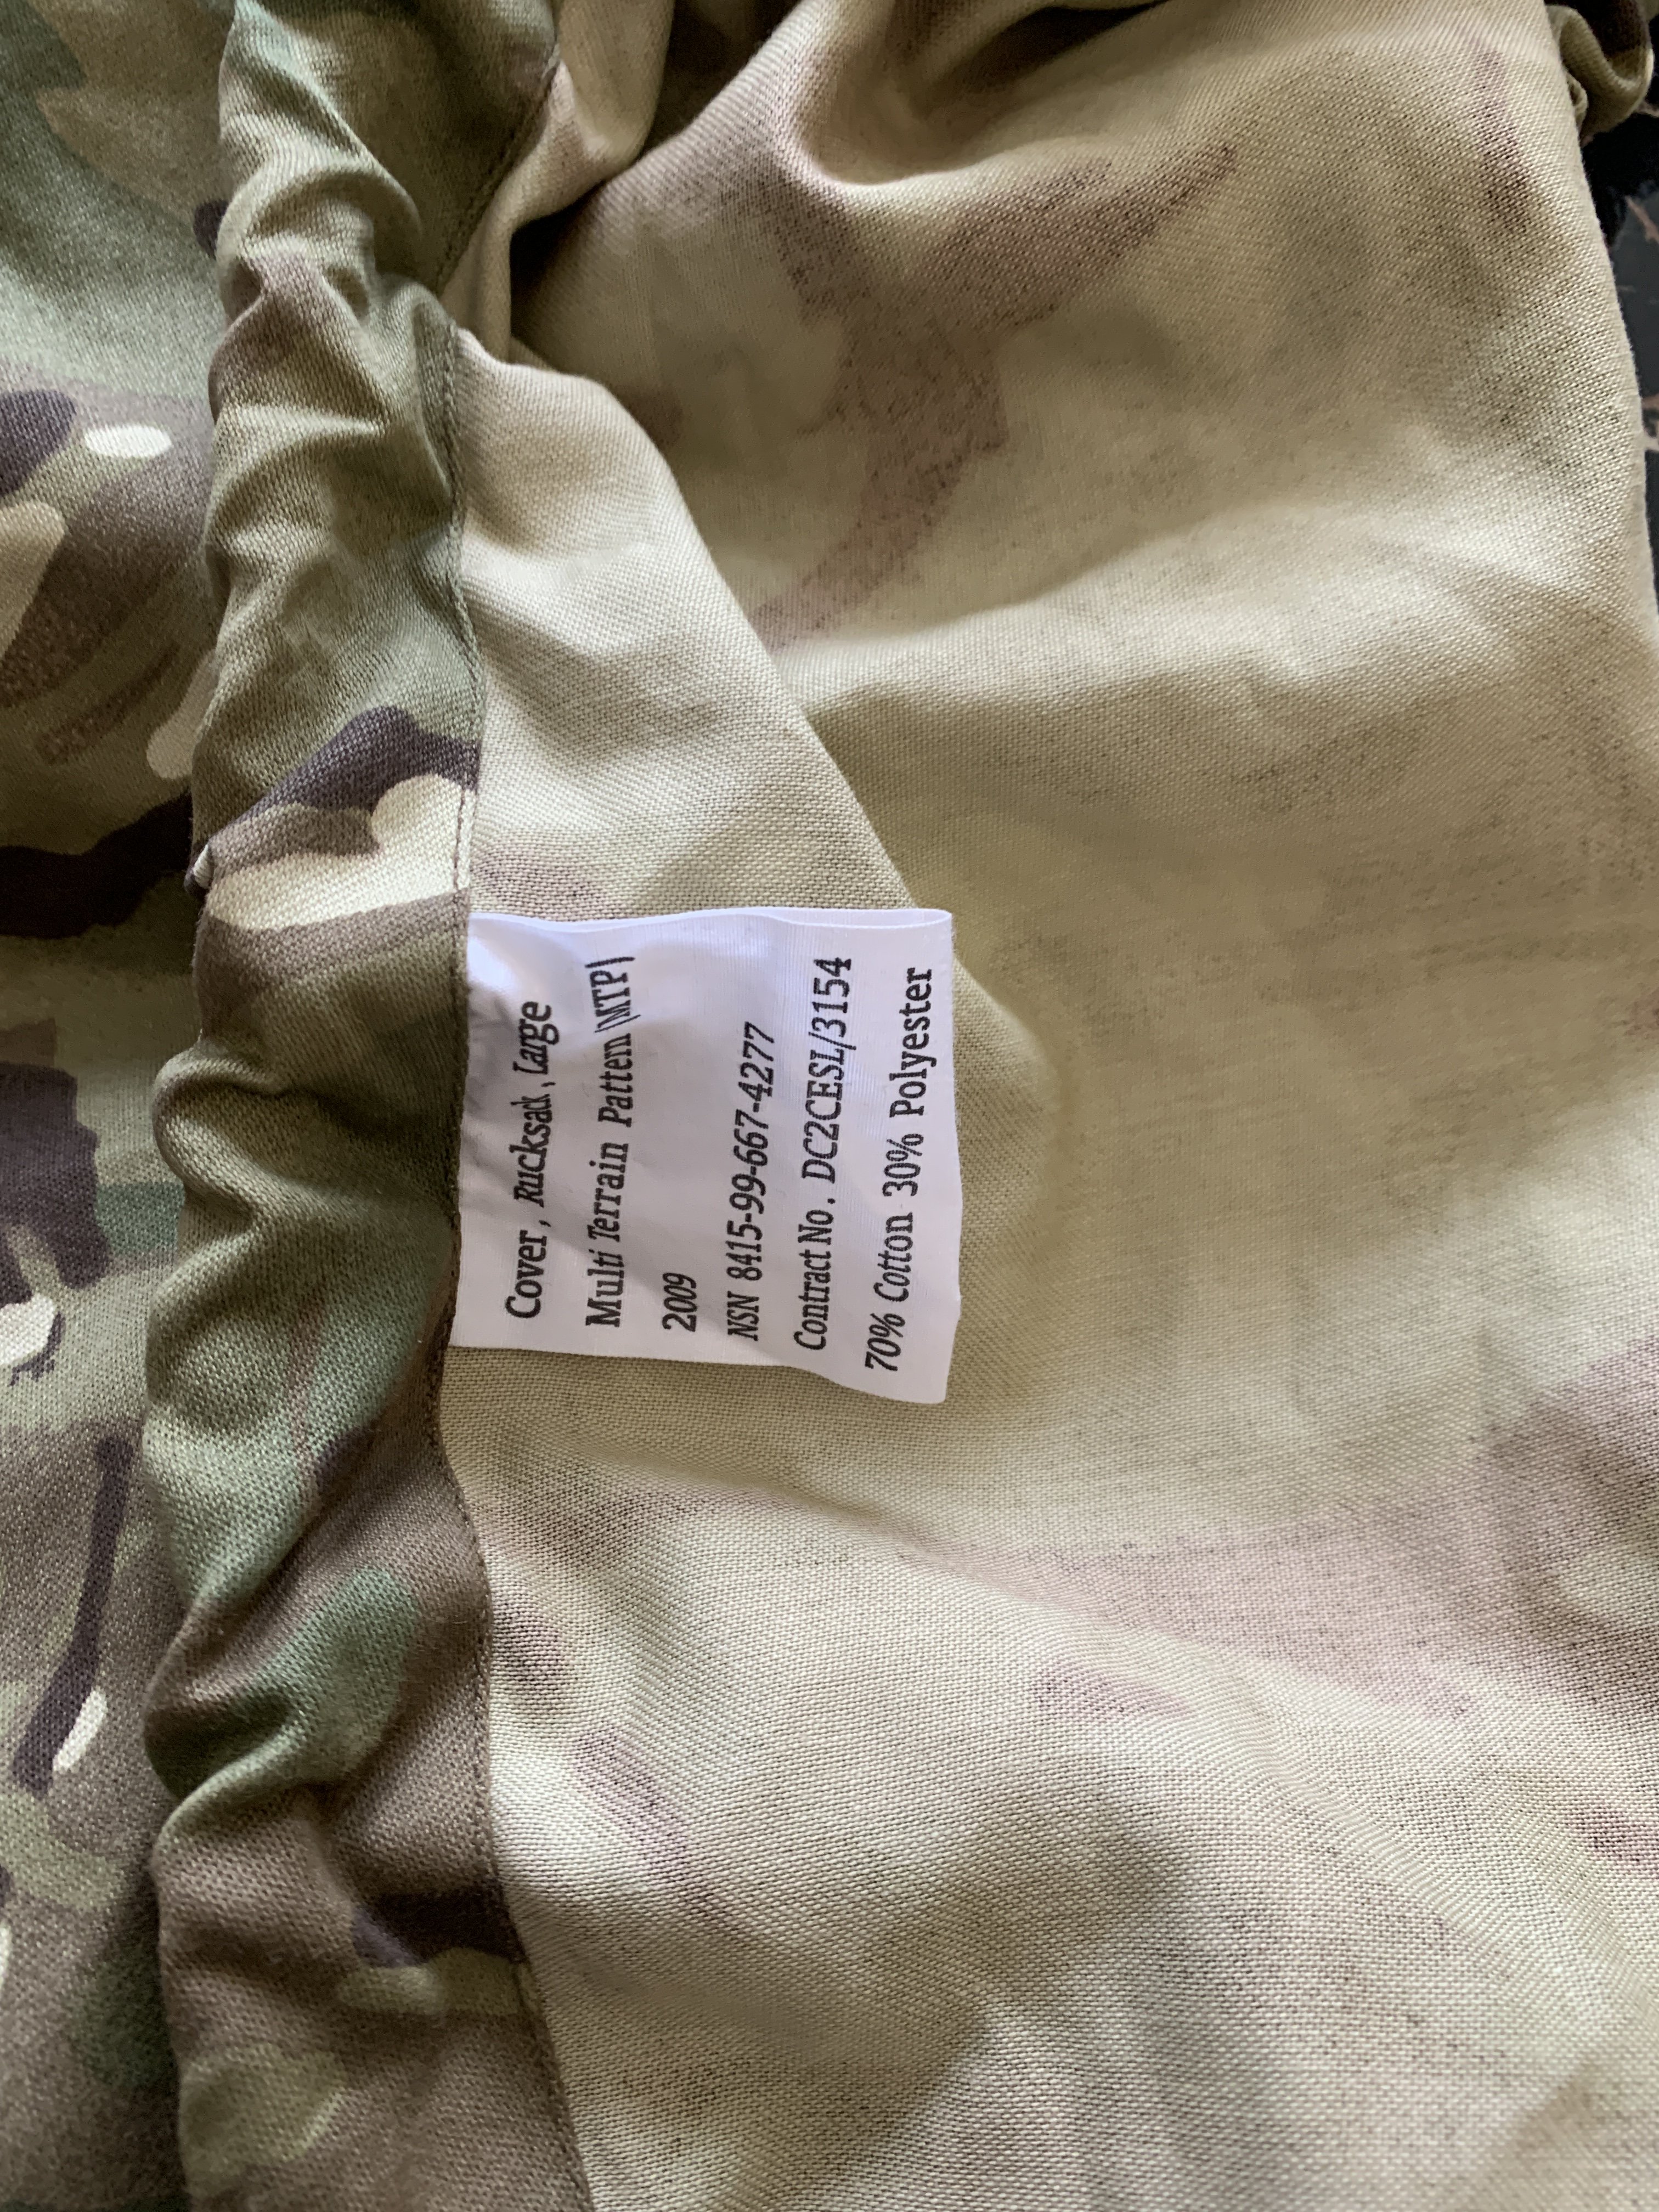 Cover, Rucksack, Large
Multi Terrain Pattern (MTP)
2009
NSN 8415-99-667-4277
Contract No. DC2CESL/3154
70% Cotton 30% Polyester